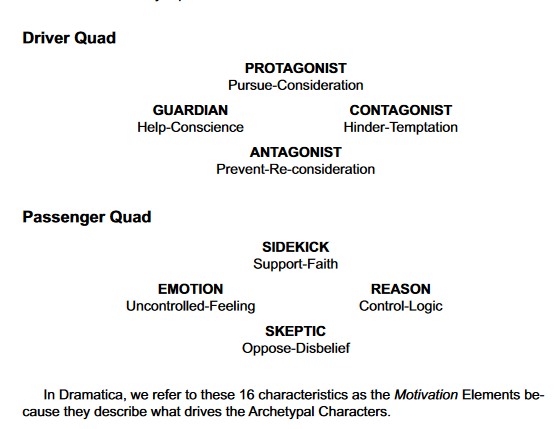 Driver Quad
PROTAGONIST
Pursue-Consideration
GUARDIAN CONTAGONIST
Help-Conscience Hinder-Temptation
ANTAGONIST
Prevent-Re-consideration
Passenger Quad
SIDEKICK
Support-Faith
EMOTION REASON
Uncontrolled-Feeling Control-Logic
SKEPTIC
Oppose-Disbelief
In Dramatica, we refer to these 16 characteristics as the Motivation Elements be-
cause they describe what drives the Archetypal Characters.